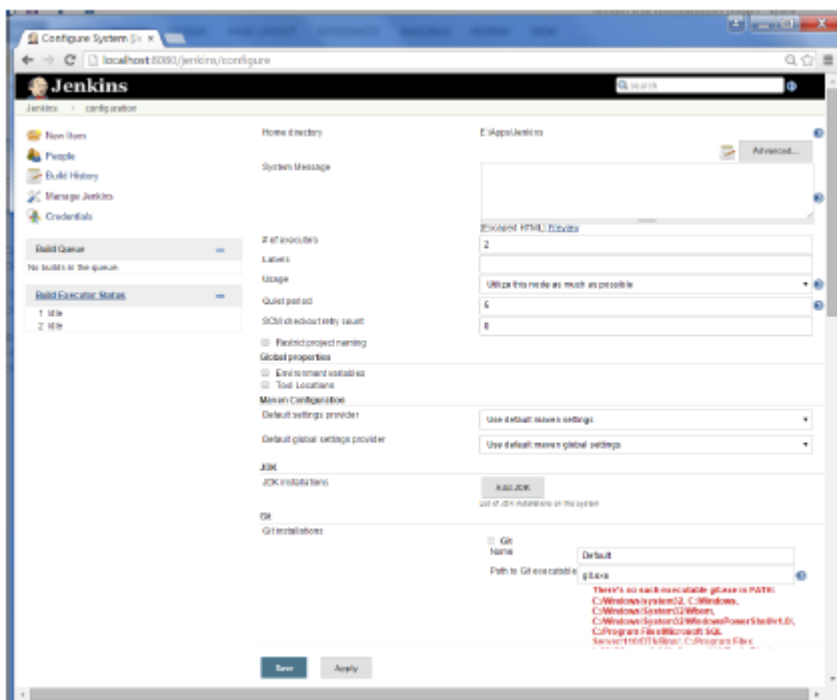 Configure System
localhost:8080/jenkins/configure
Jenkins
search
Jenkins configuration
New Item
People
Build History
Manage Jenkins
Credentials
Build Queue
No builds in the queue.
Build Executor Status
1 Idle
2 Idle
Home directory E:\Apps\Jenkins
Advanced...
System Message
[Escaped HTML] Preview
# of executors 2
Labels
Usage Utilize this node as much as possible
Quiet period 5
SCM checkout retry count 0
Restrict project naming
Global properties
Environment variables
Tool Locations
Maven Configuration
Default settings provider Use default maven settings
Default global settings provider Use default maven global settings
JDK
JDK installations Add JDK
List of JDK installations on this system
Git
Git installations
Git
Name Default
Path to Git executable git.exe
There's no such executable git.exe in PATH:
C:/Windows/system32, C:/Windows,
C:/Windows/System32/Wbem,
C:/Windows/System32/WindowsPowerShell/v1.0/,
C:/Program Files/Microsoft SQL
Server/110/DTS/Binn/, C:/Program Files
Save Apply